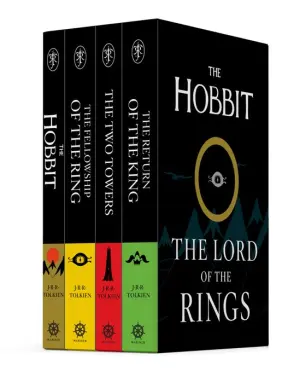 THE
HOBBIT
J·R·R·
TOLKIEN
THE FELLOWSHIP
OF THE RING
J·R·R·
TOLKIEN
THE TWO TOWERS
J·R·R·
TOLKIEN
THE RETURN
OF THE KING
J·R·R·
TOLKIEN
THE
HOBBIT
THE LORD
OF THE
RINGS